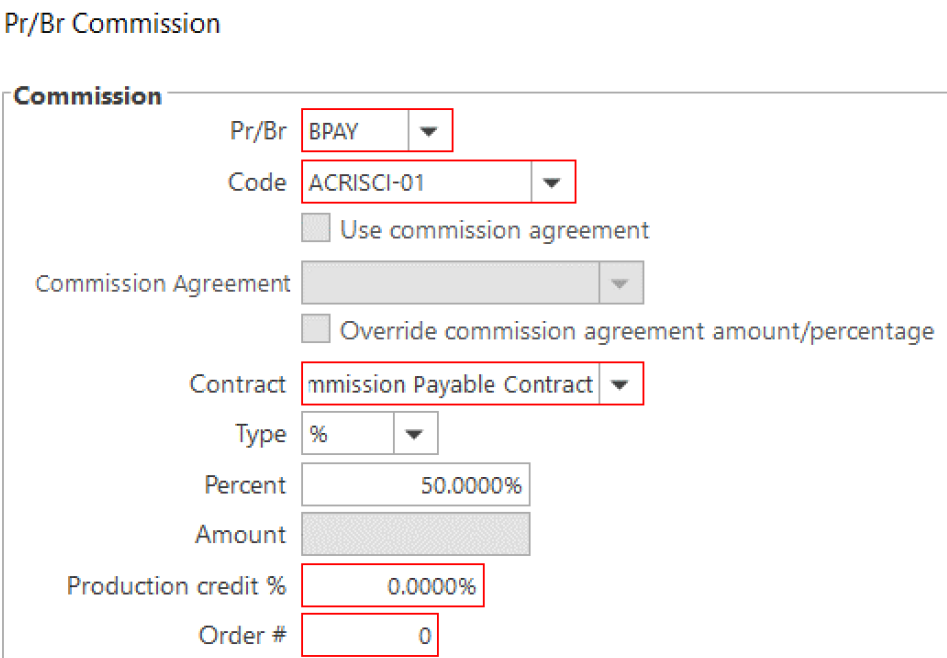 Pr/Br Commission
Commission
Pr/Br BPAY
Code ACRISCI-01
Use commission agreement
Commission Agreement
Override commission agreement amount/percentage
Contract mmission Payable Contract
Type %
Percent 50.0000%
Amount
Production credit % 0.0000%
Order # 0